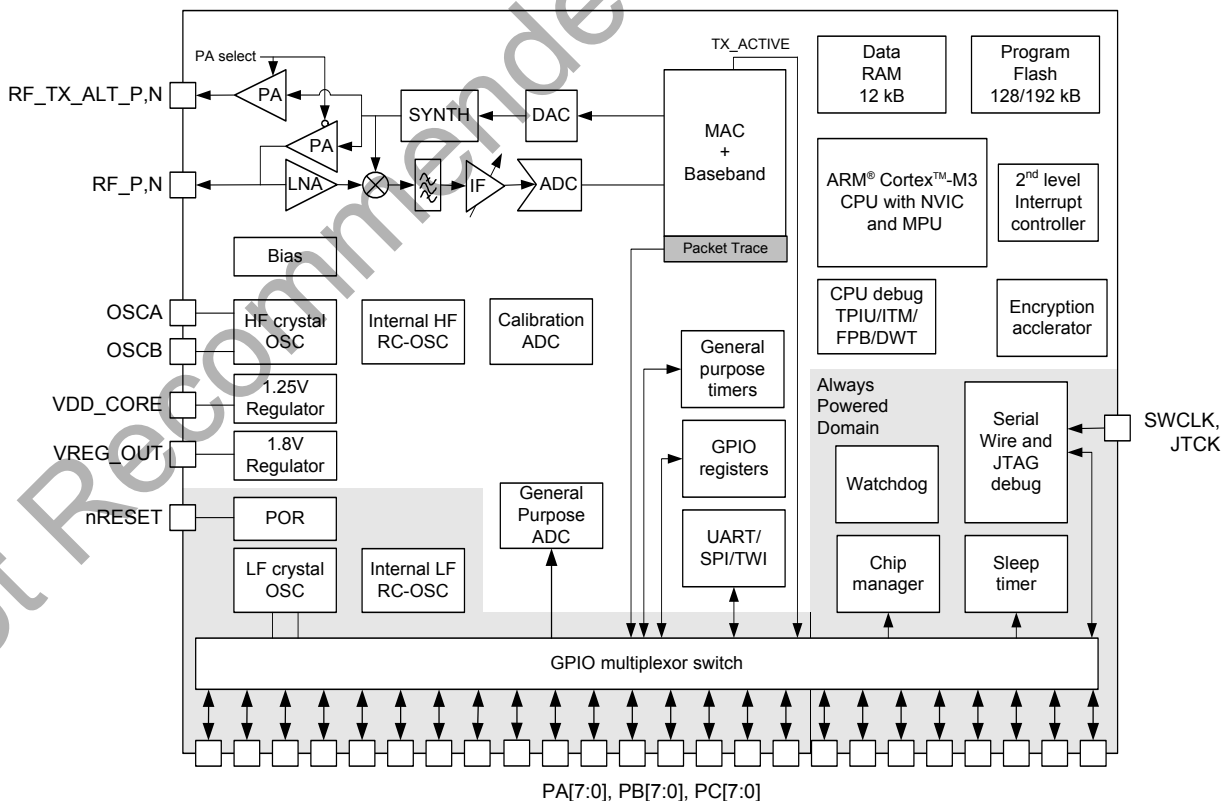 TX_ACTIVE
PA select
RF_TX_ALT_P,N
PA
SYNTH
DAC
MAC
+
Baseband
PA
RF_P,N
LNA
IF
ADC
Packet Trace
Data
RAM
12 kB
Program
Flash
128/192 kB
ARM® Cortex™-M3
CPU with NVIC
and MPU
2nd level
Interrupt
controller
Bias
OSCA
OSCB
HF crystal
OSC
Internal HF
RC-OSC
Calibration
ADC
CPU debug
TPIU/ITM/
FPB/DWT
Encryption
acclerator
General
purpose
timers
VDD_CORE
1.25V
Regulator
VREG_OUT
1.8V
Regulator
GPIO
registers
Always
Powered
Domain
Serial
Wire and
JTAG
debug
SWCLK,
JTCK
Watchdog
nRESET
POR
General
Purpose
ADC
UART/
SPI/TWI
LF crystal
OSC
Internal LF
RC-OSC
Chip
manager
Sleep
timer
GPIO multiplexor switch
PA[7:0], PB[7:0], PC[7:0]
Recommende